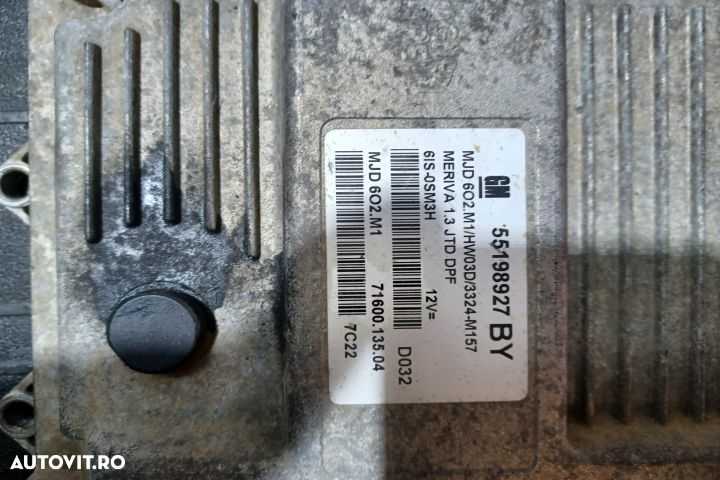 GM '55198927 BY
MJD 6O2.M1/HW03D/3324-M157
MERIVA 1.3 JTD DPF
6IS-0SM3H 12V=
D032
MJD 6O2.M1 71600.135.04
7C22
AUTOVIT.RO